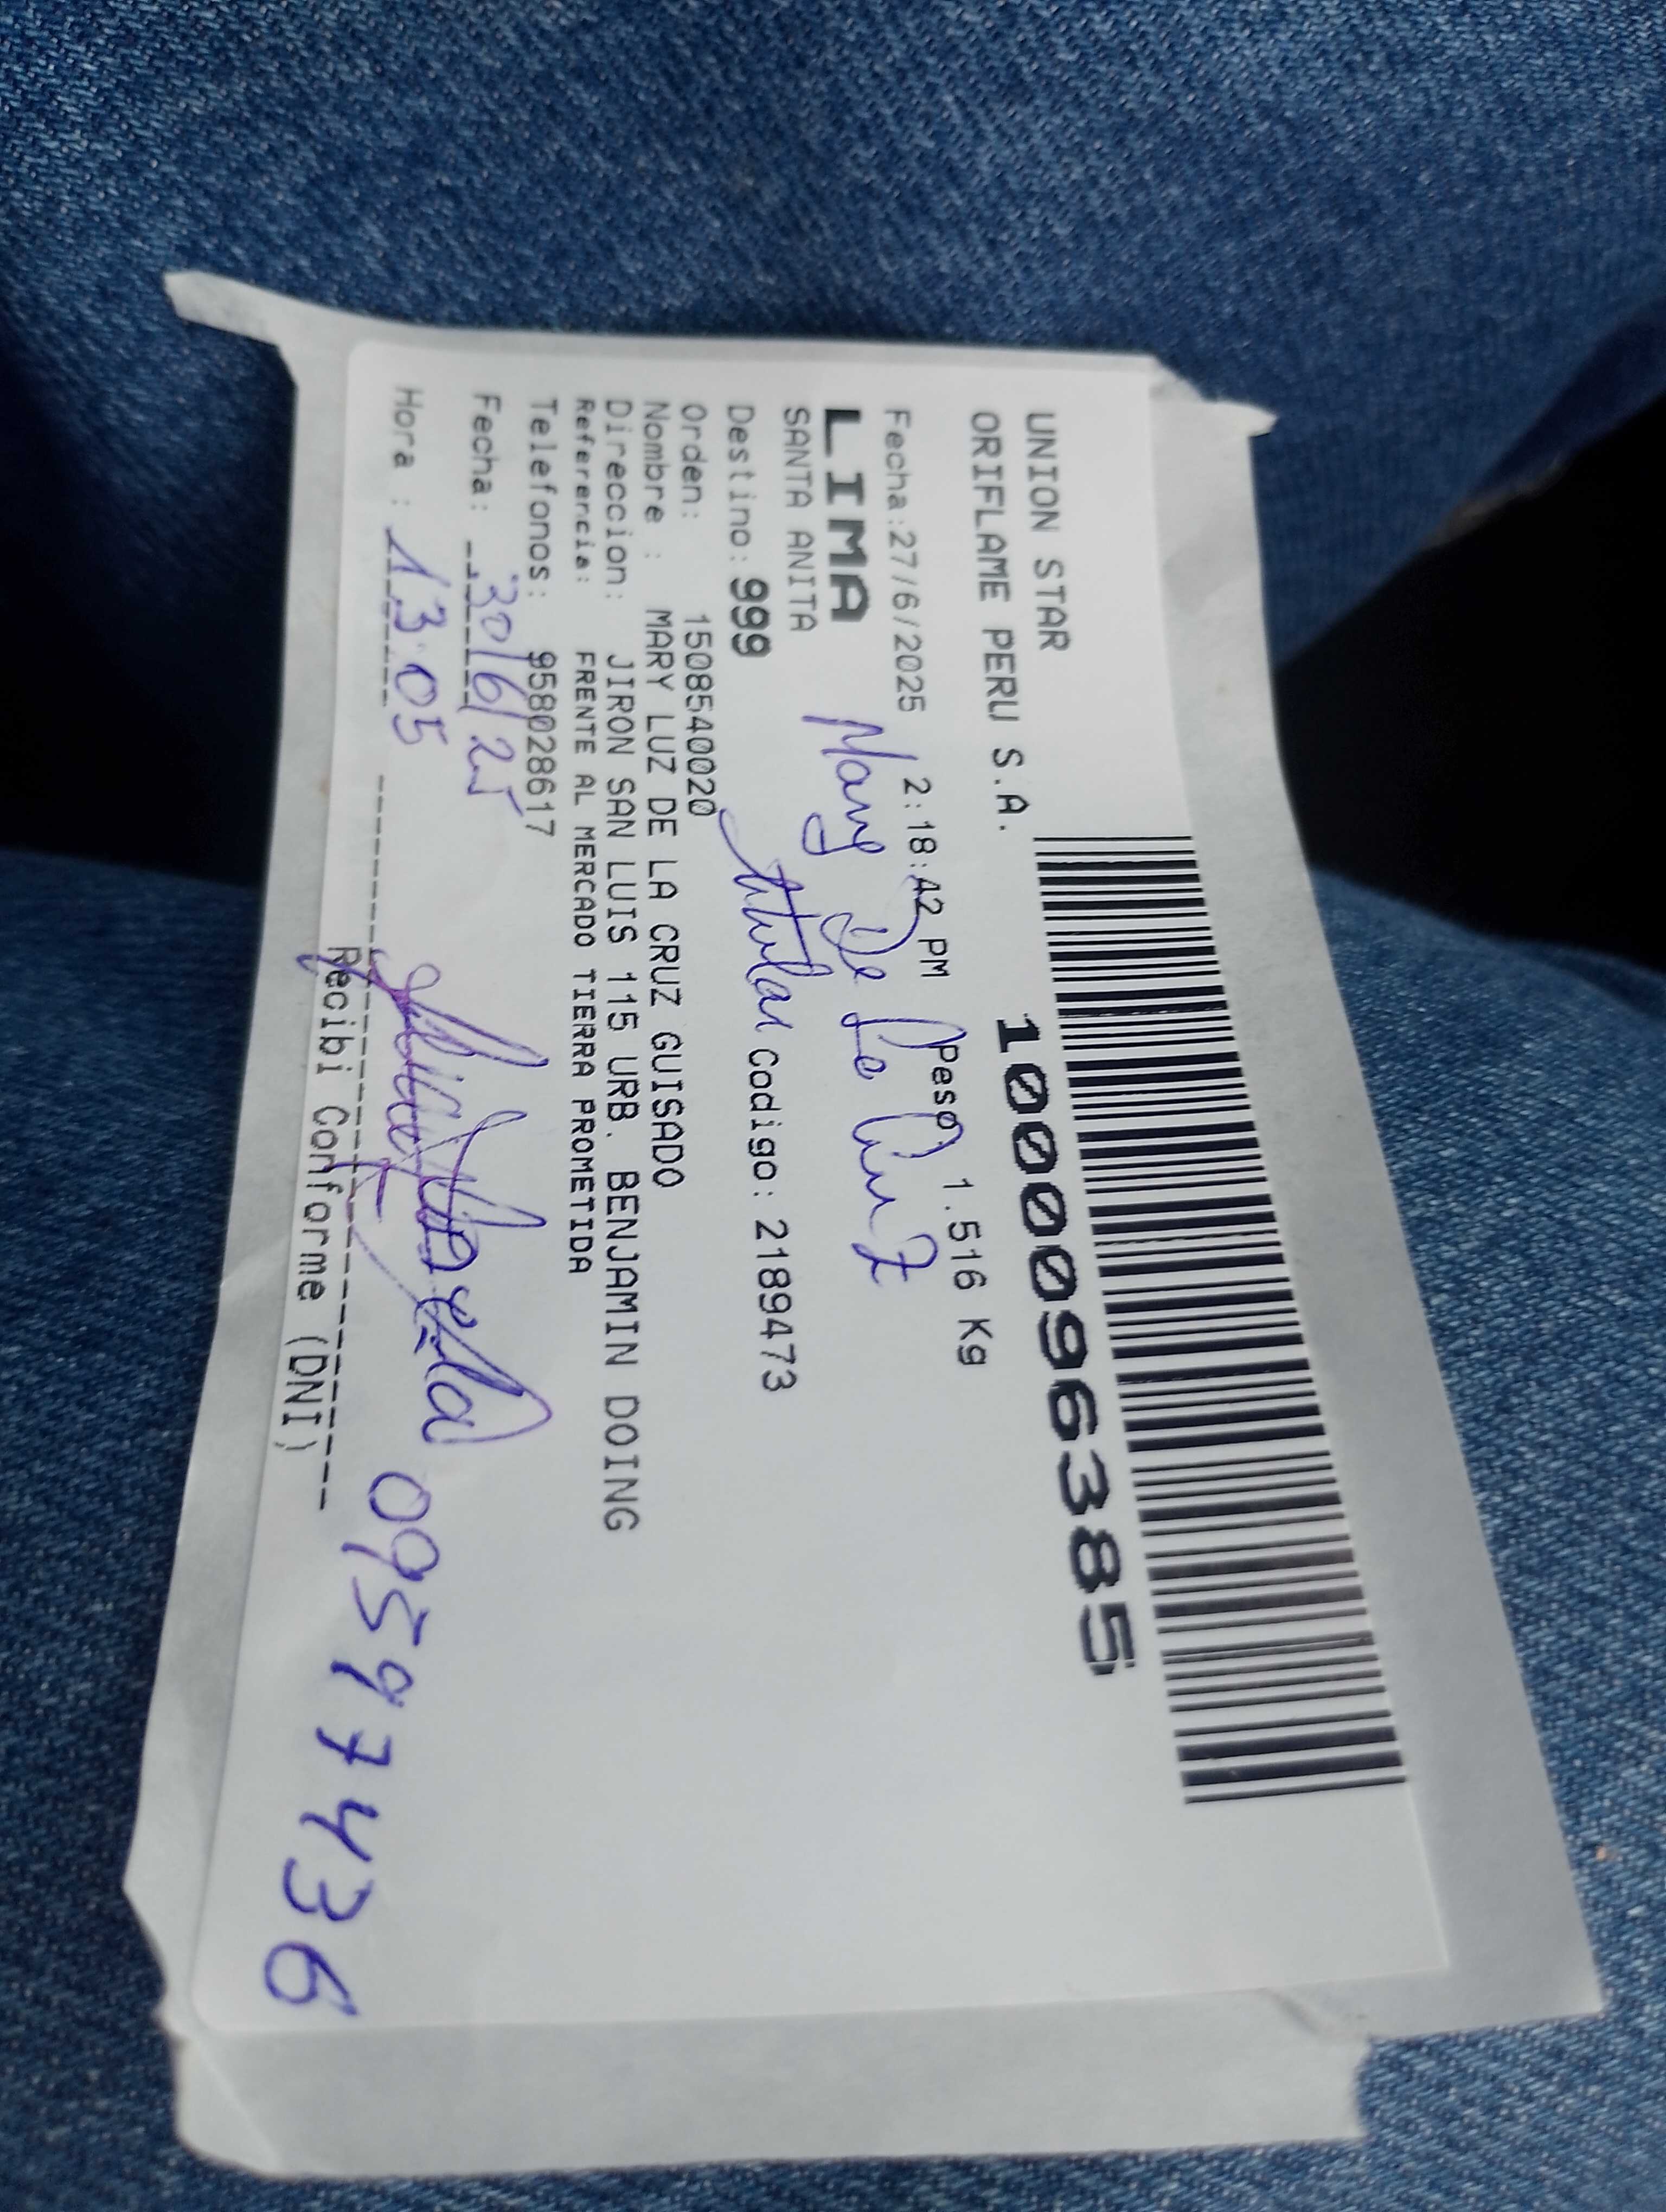 UNION STAR
ORIFLAME PERU S.A.
10000963385
Fecha:27/6/2025 2:18:42 PM Peso 1.516 Kg
LIMA
Mary De La Cruz
SANTA ANITA
titular
Destino: 999 Codigo: 2189473
Orden: 1508540020
Nombre : MARY LUZ DE LA CRUZ GUISADO
Direccion: JIRON SAN LUIS 115 URB. BENJAMIN DOING
Referencia: FRENTE AL MERCADO TIERRA PROMETIDA
Telefonos: 958028617
Fecha: 30/6/25
Hora : 13:05
09597436
Recibi Conforme (DNI)